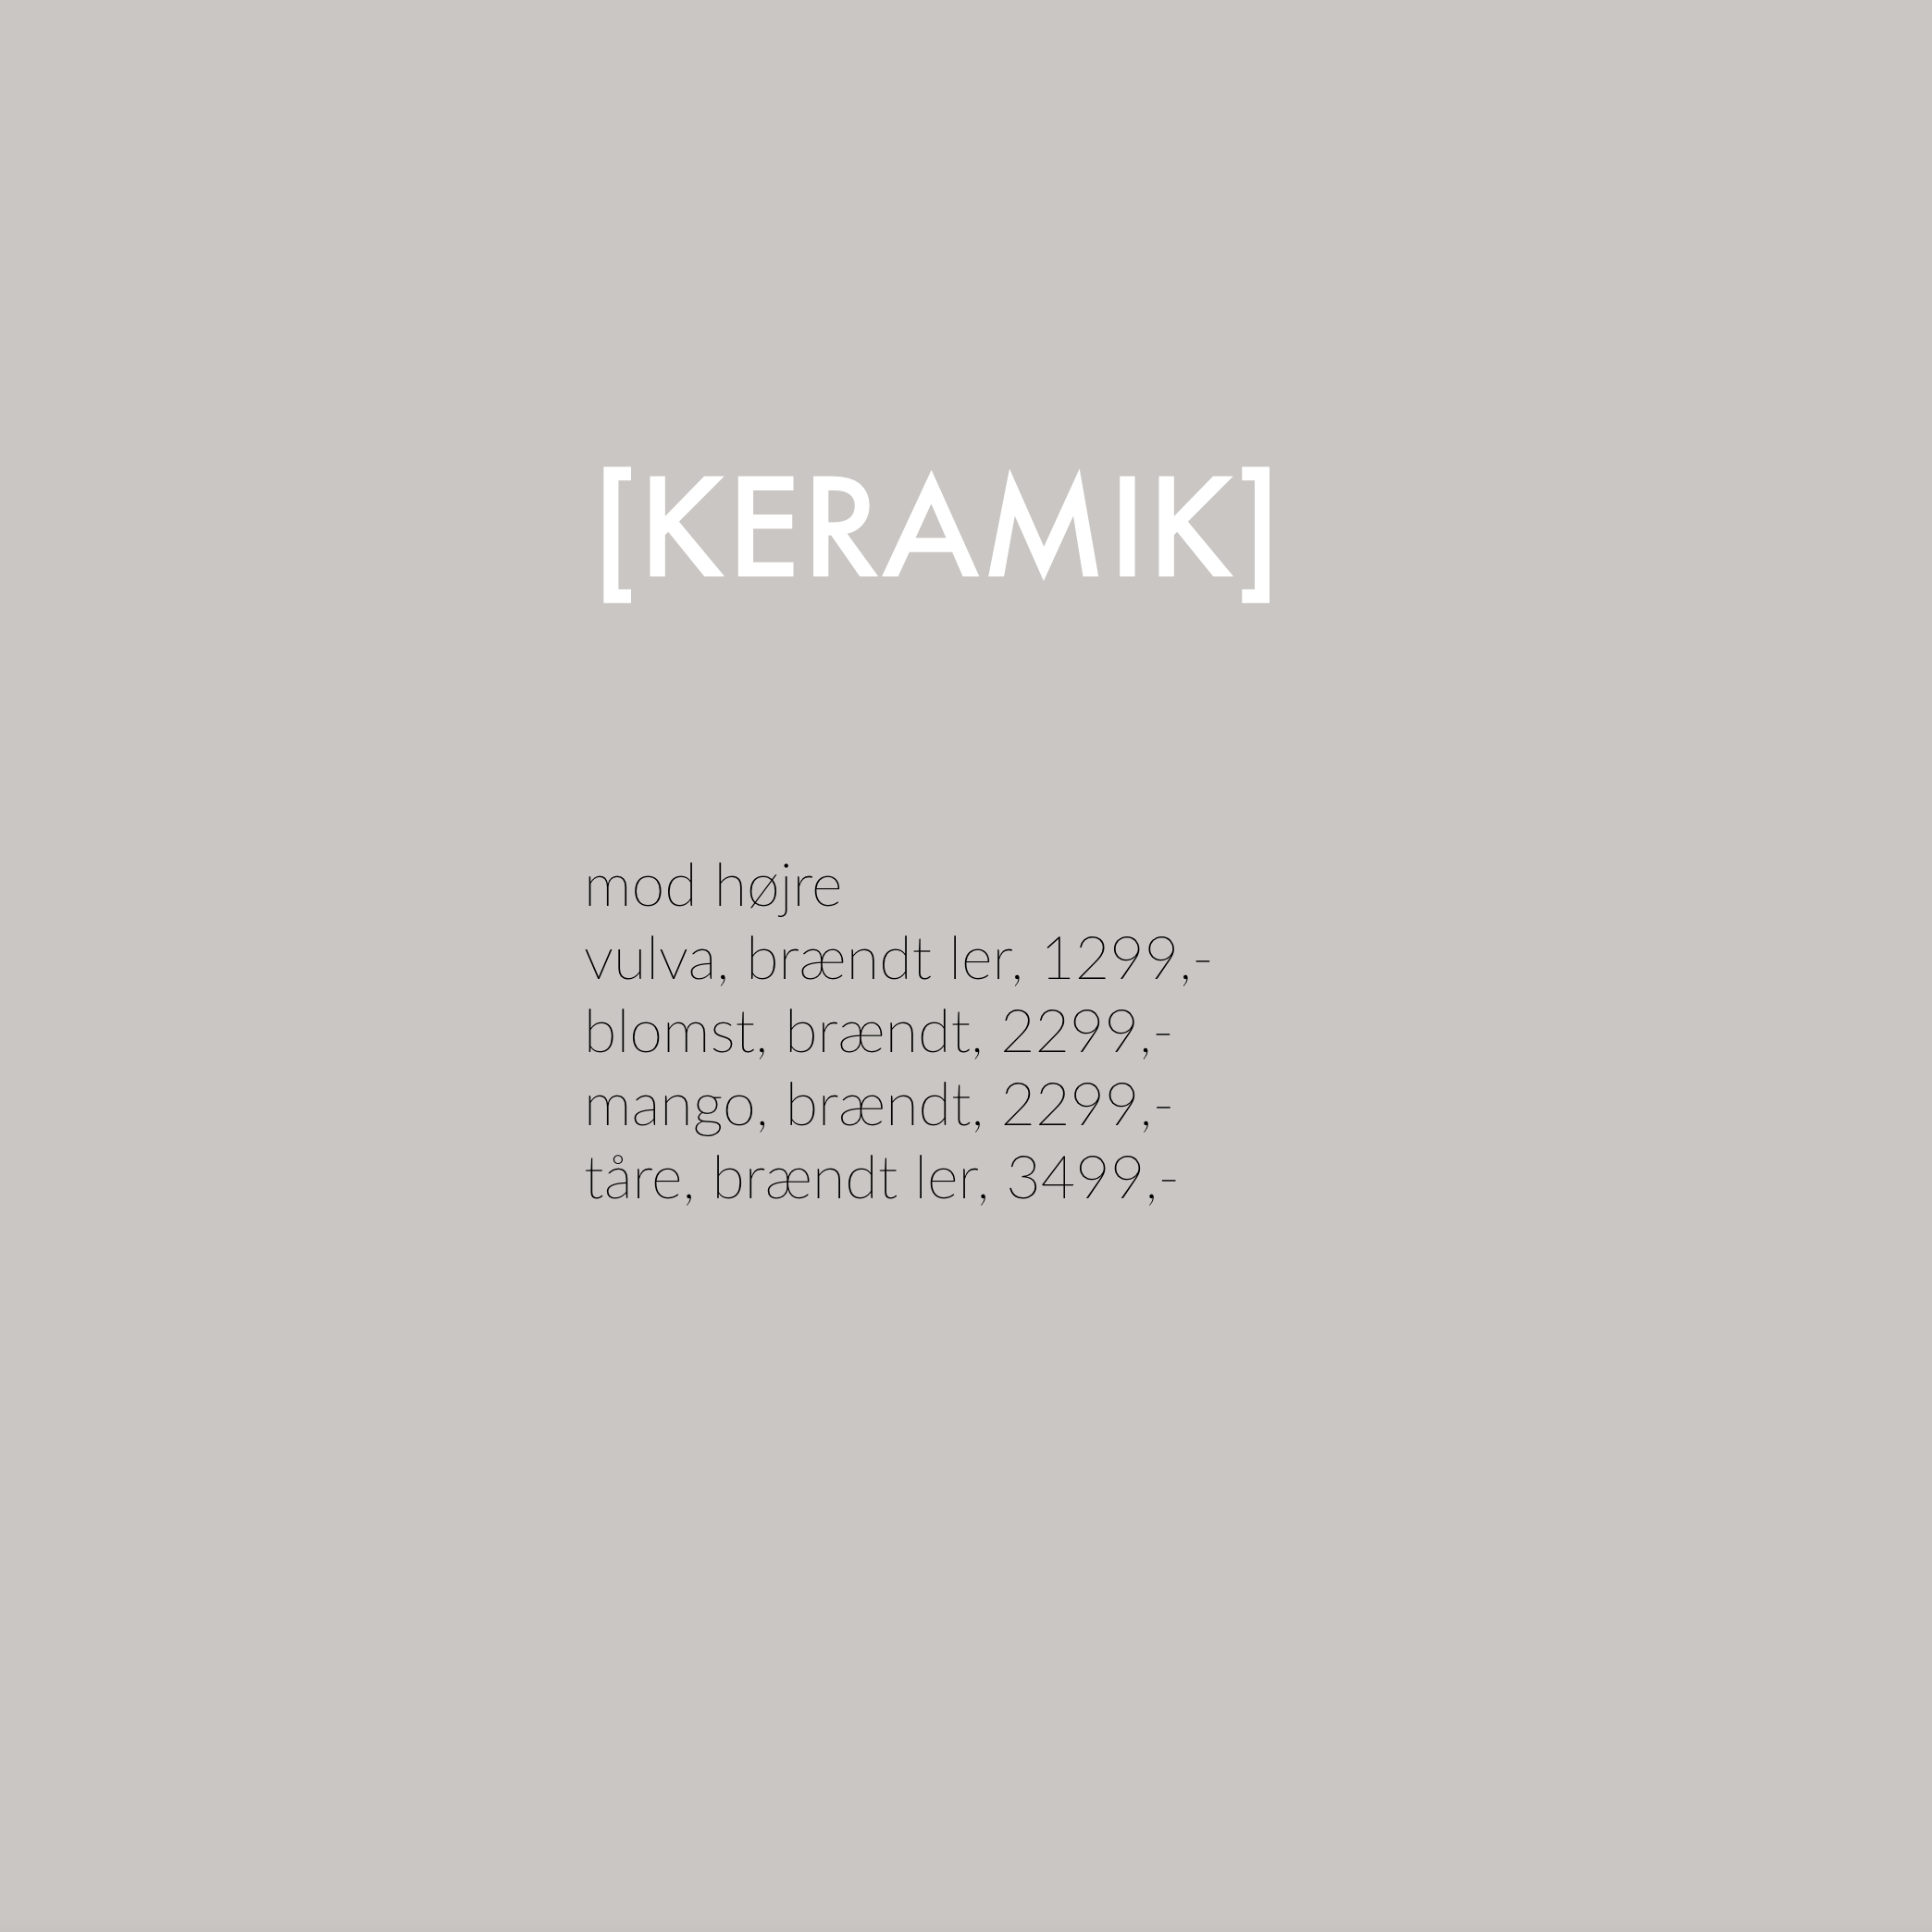 [KERAMIK]
mod højre
vulva, brændt ler, 1299,-
blomst, brændt, 2299,-
mango, brændt, 2299,-
tåre, brændt ler, 3499,-